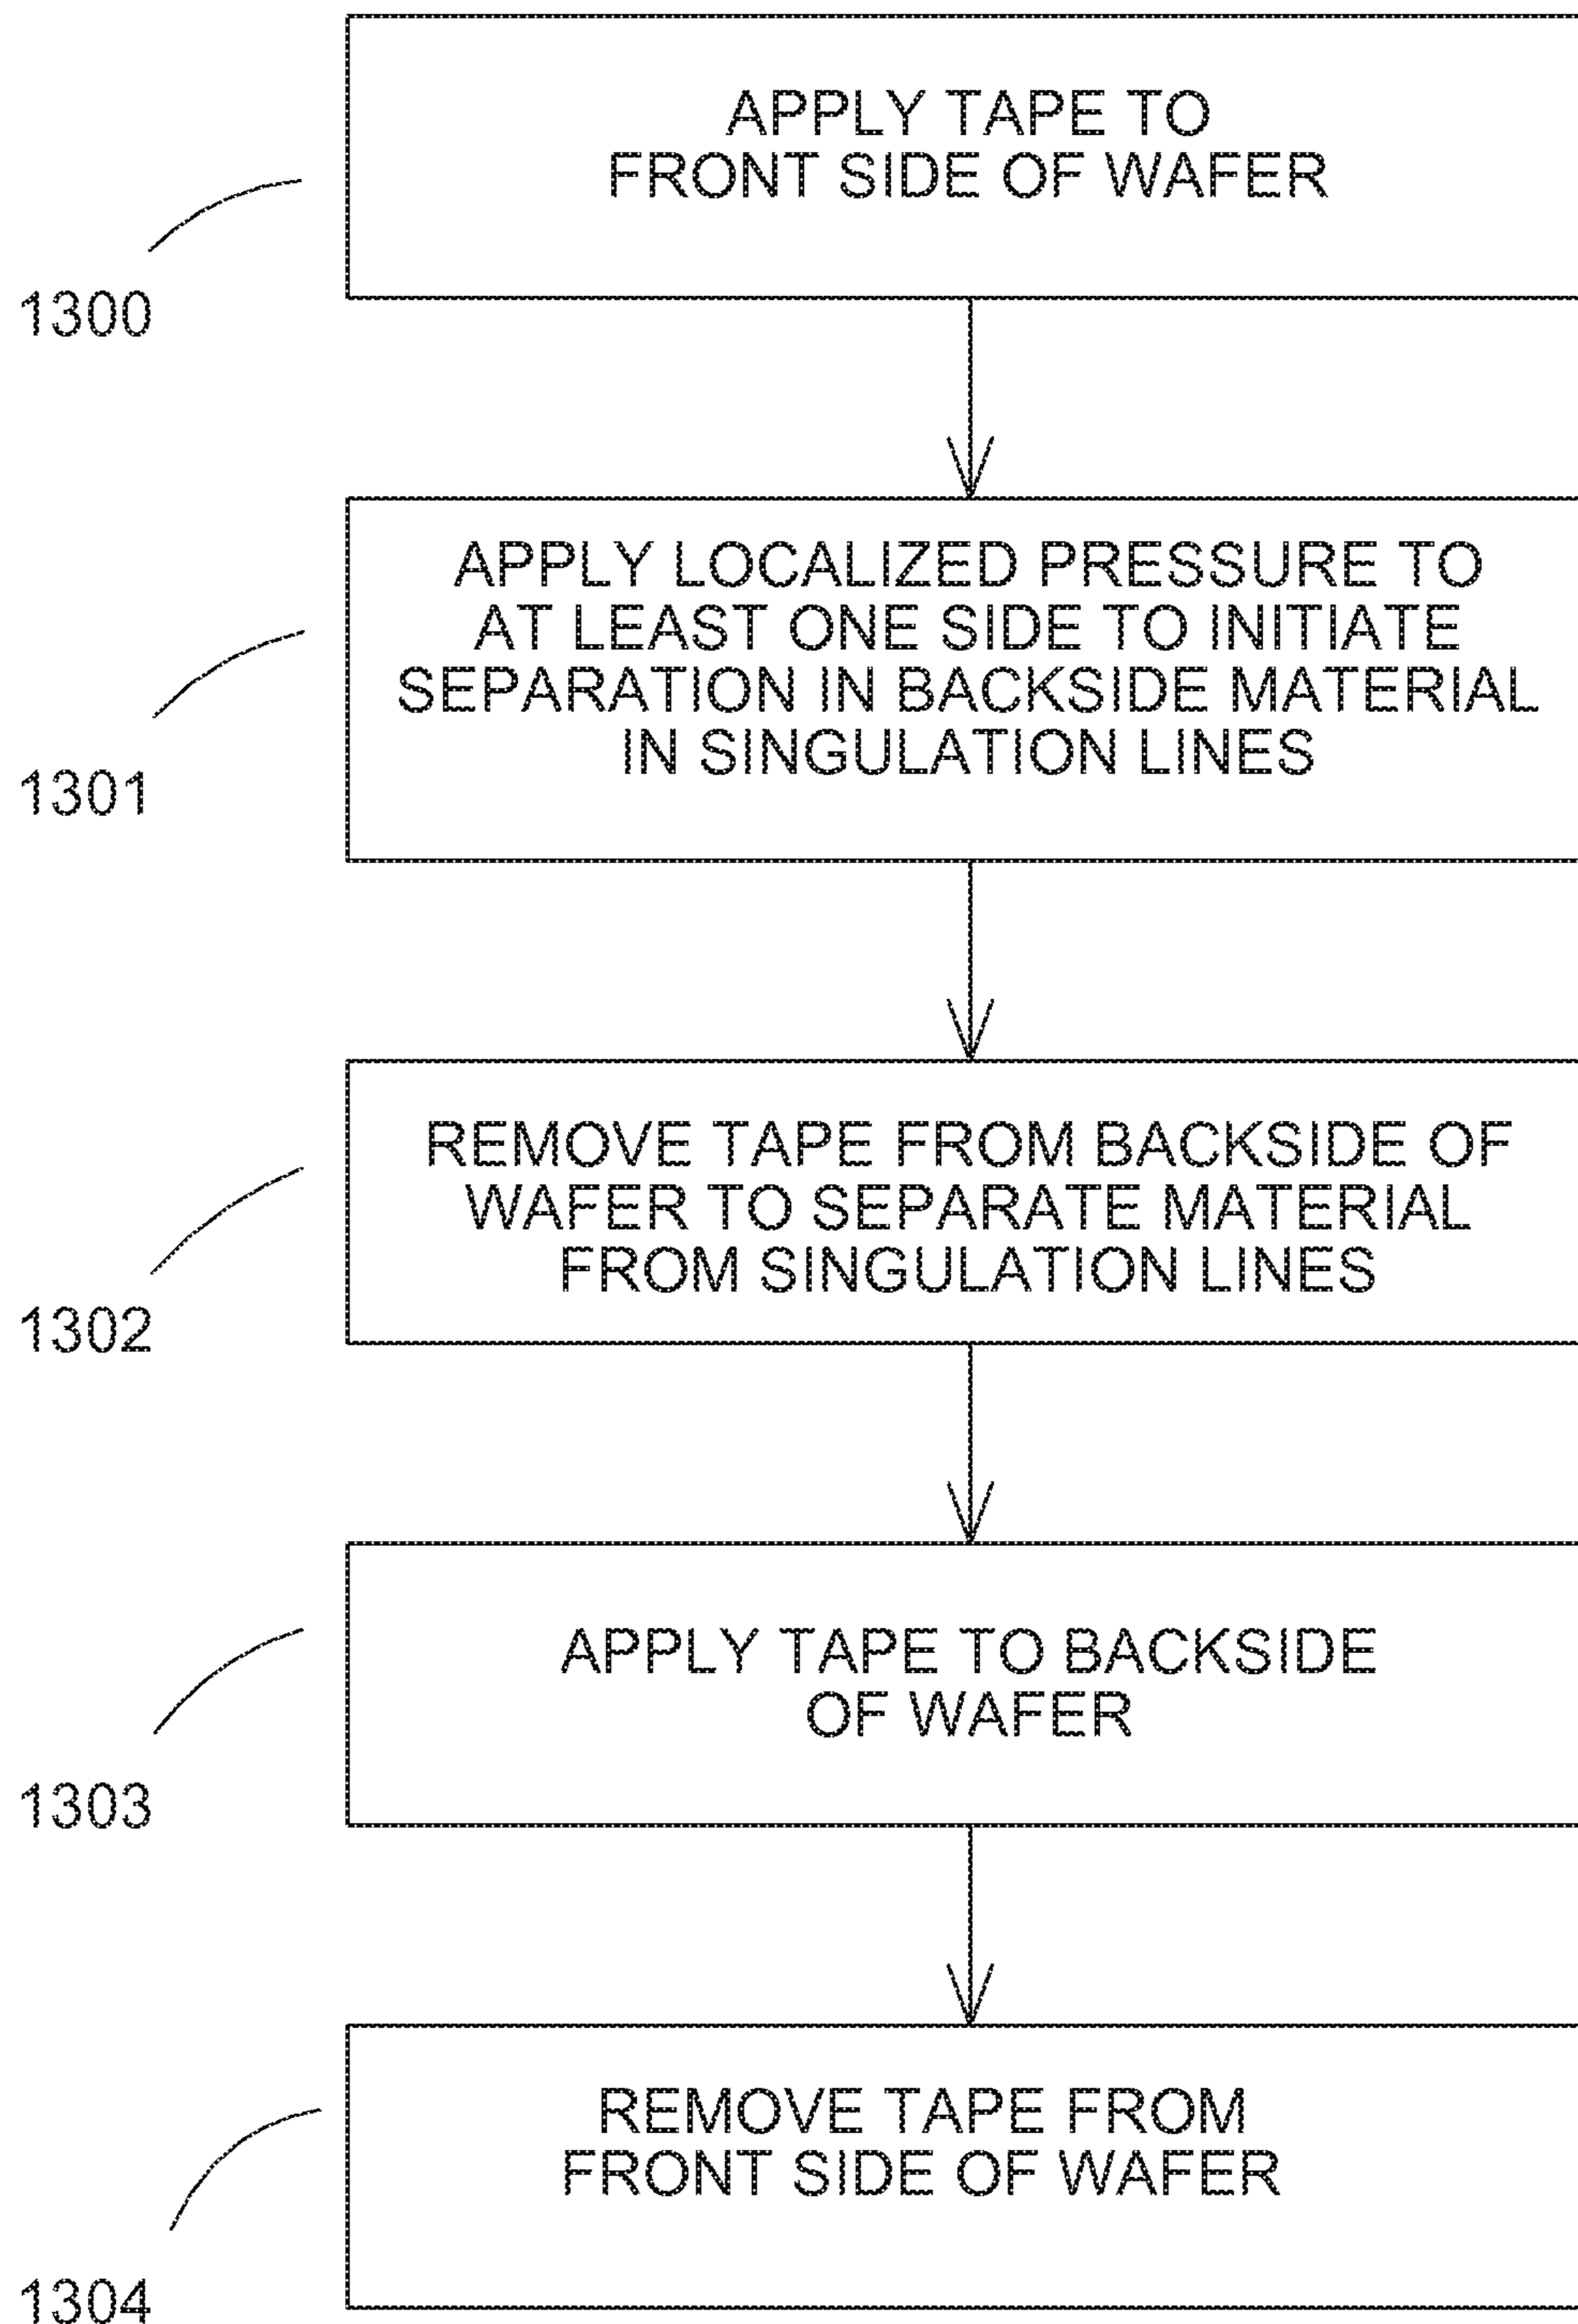 APPLY TAPE TO
FRONT SIDE OF WAFER
1300
APPLY LOCALIZED PRESSURE TO
AT LEAST ONE SIDE TO INITIATE
SEPARATION IN BACKSIDE MATERIAL
IN SINGULATION LINES
1301
REMOVE TAPE FROM BACKSIDE OF
WAFER TO SEPARATE MATERIAL
FROM SINGULATION LINES
1302
APPLY TAPE TO BACKSIDE
OF WAFER
1303
REMOVE TAPE FROM
FRONT SIDE OF WAFER
1304